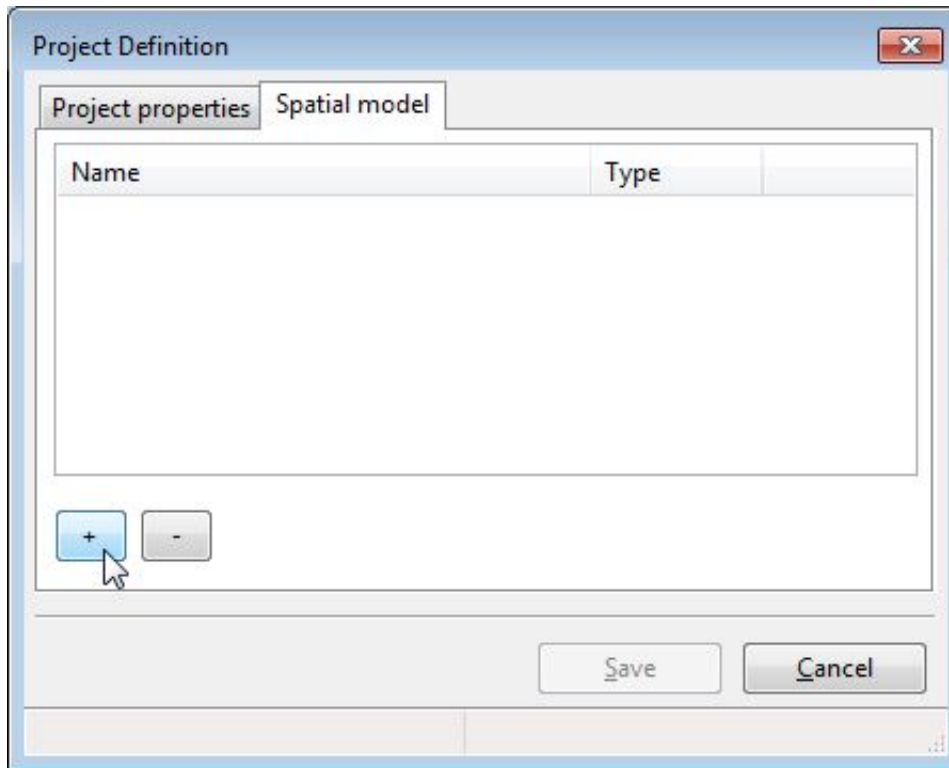 Project Definition
Project properties Spatial model
Name Type
+ -
Save Cancel